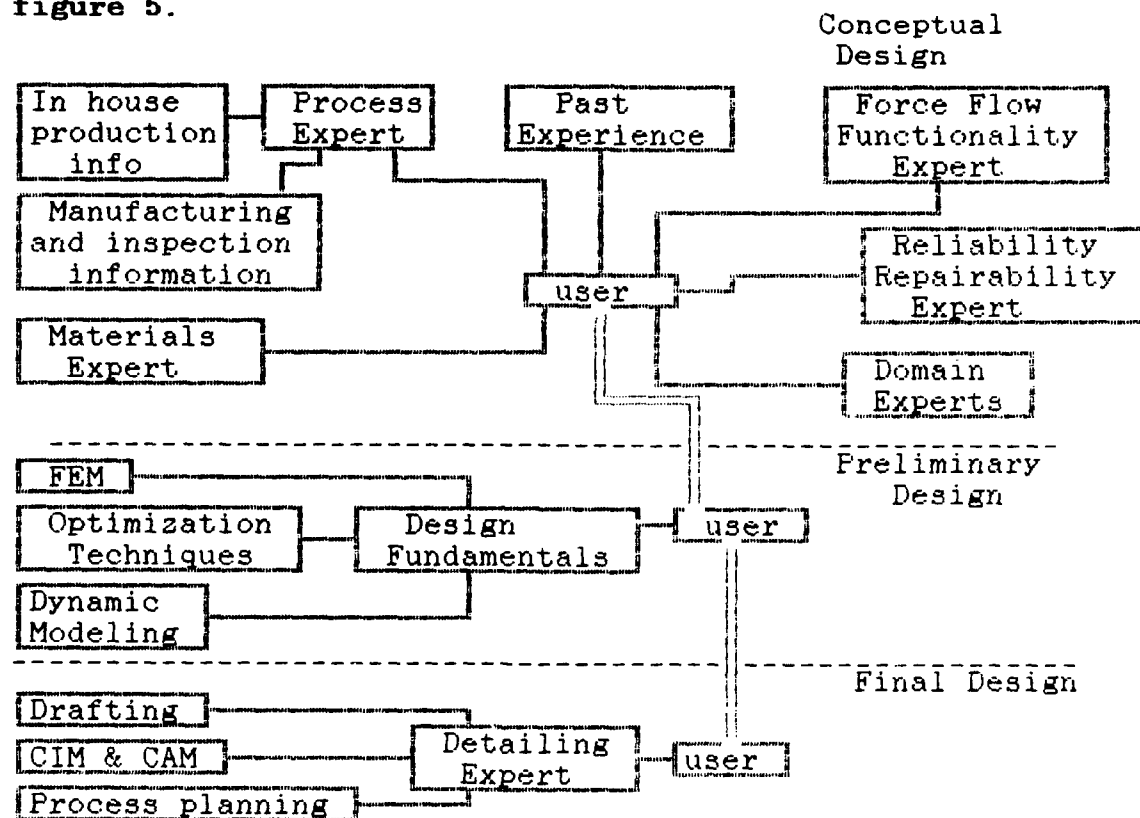 figure 5.
Conceptual
Design
In house
production
info
Process
Expert
Past
Experience
Force Flow
Functionality
Expert
Manufacturing
and inspection
information
Reliability
Repairability
Expert
user
Materials
Expert
Domain
Experts
Preliminary
Design
FEM
Optimization
Techniques
Design
Fundamentals
user
Dynamic
Modeling
Final Design
Drafting
CIM & CAM
Detailing
Expert
user
Process planning